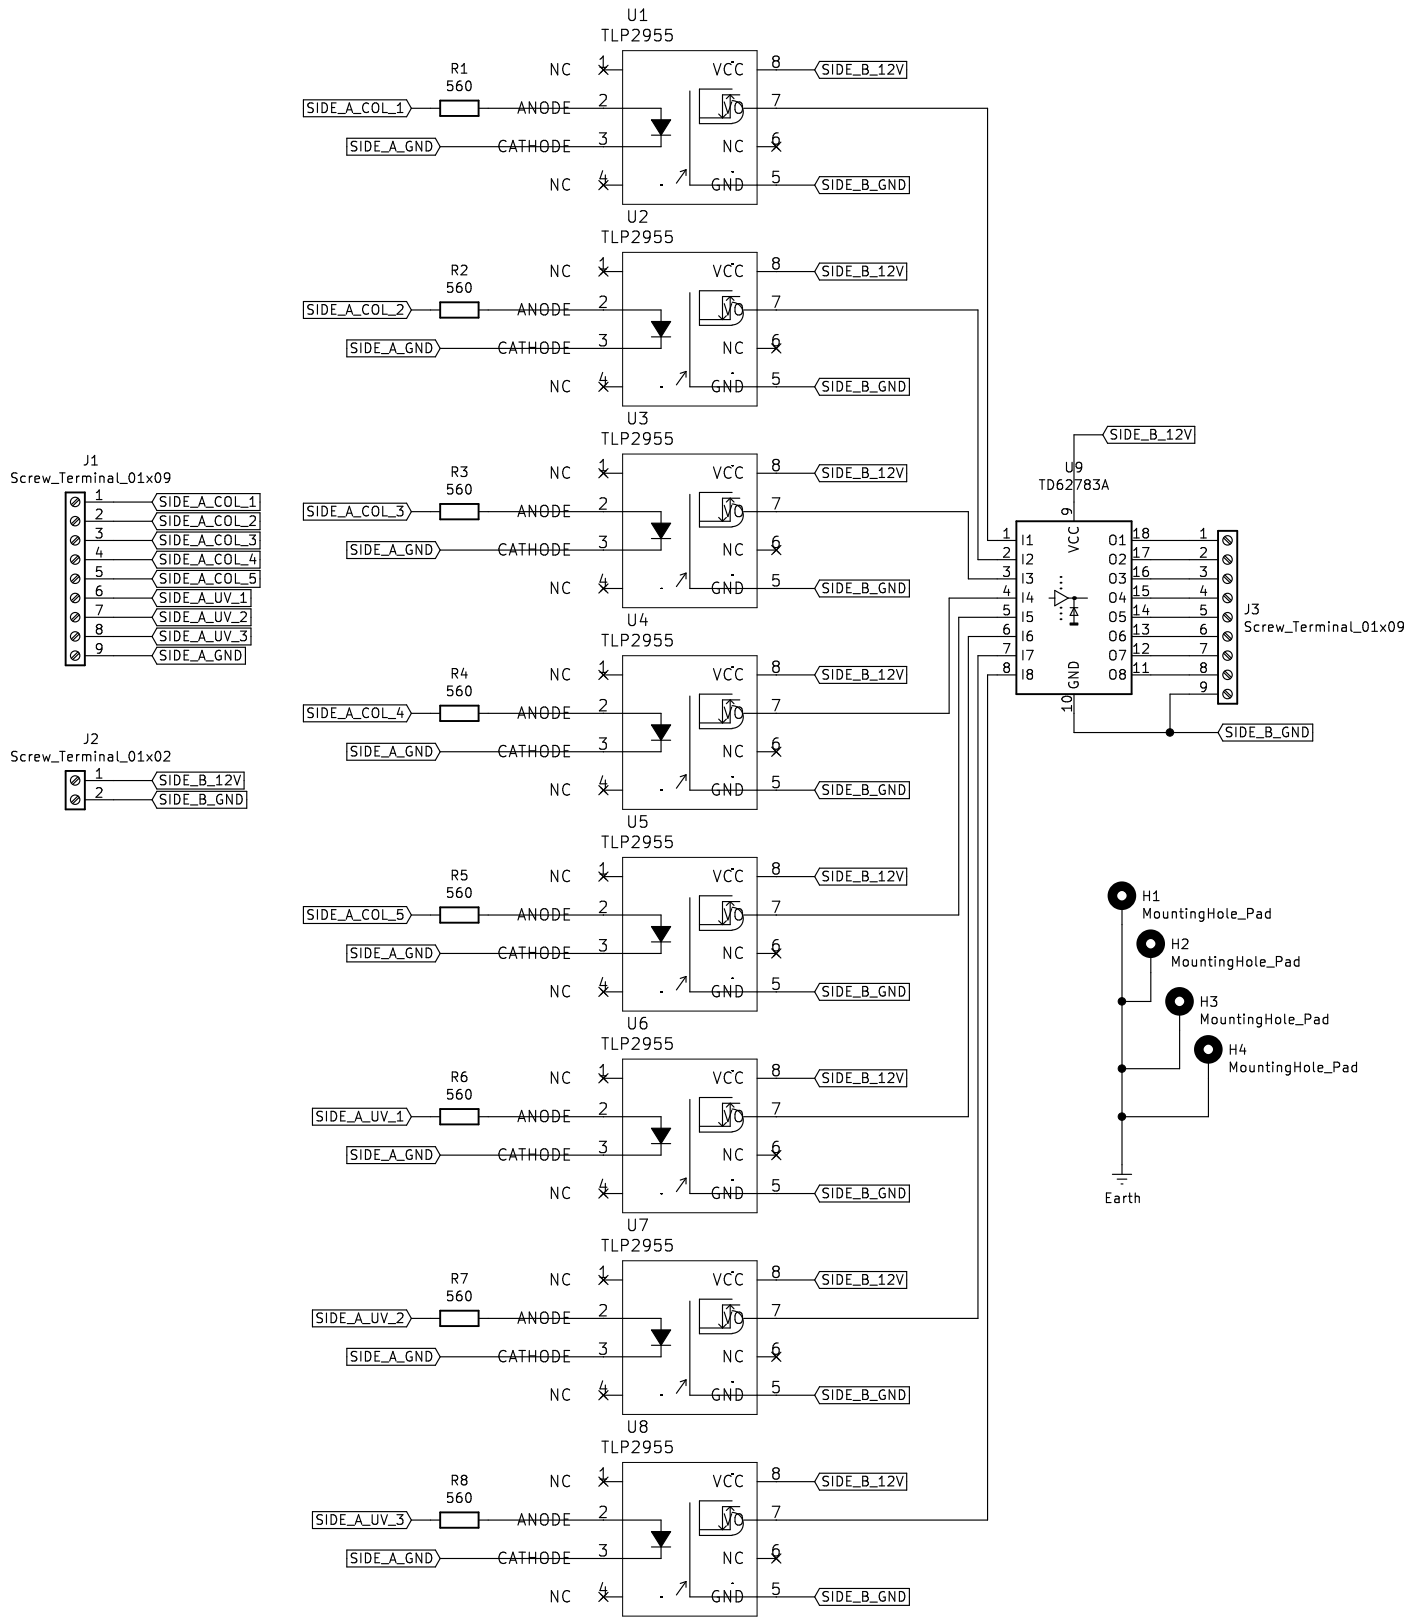 U1
TLP2955
NC 1 VCC 8 SIDE_B_12V
R1
560
SIDE_A_COL_1 ANODE 2 VO 7
SIDE_A_GND CATHODE 3 NC 6
NC 4 GND 5 SIDE_B_GND
U2
TLP2955
NC 1 VCC 8 SIDE_B_12V
R2
560
SIDE_A_COL_2 ANODE 2 VO 7
SIDE_A_GND CATHODE 3 NC 6
NC 4 GND 5 SIDE_B_GND
U3
TLP2955
NC 1 VCC 8 SIDE_B_12V
R3
560
SIDE_A_COL_3 ANODE 2 VO 7
SIDE_A_GND CATHODE 3 NC 6
NC 4 GND 5 SIDE_B_GND
U4
TLP2955
NC 1 VCC 8 SIDE_B_12V
R4
560
SIDE_A_COL_4 ANODE 2 VO 7
SIDE_A_GND CATHODE 3 NC 6
NC 4 GND 5 SIDE_B_GND
U5
TLP2955
NC 1 VCC 8 SIDE_B_12V
R5
560
SIDE_A_COL_5 ANODE 2 VO 7
SIDE_A_GND CATHODE 3 NC 6
NC 4 GND 5 SIDE_B_GND
U6
TLP2955
NC 1 VCC 8 SIDE_B_12V
R6
560
SIDE_A_UV_1 ANODE 2 VO 7
SIDE_A_GND CATHODE 3 NC 6
NC 4 GND 5 SIDE_B_GND
U7
TLP2955
NC 1 VCC 8 SIDE_B_12V
R7
560
SIDE_A_UV_2 ANODE 2 VO 7
SIDE_A_GND CATHODE 3 NC 6
NC 4 GND 5 SIDE_B_GND
U8
TLP2955
NC 1 VCC 8 SIDE_B_12V
R8
560
SIDE_A_UV_3 ANODE 2 VO 7
SIDE_A_GND CATHODE 3 NC 6
NC 4 GND 5 SIDE_B_GND
J1
Screw_Terminal_01x09
1 SIDE_A_COL_1
2 SIDE_A_COL_2
3 SIDE_A_COL_3
4 SIDE_A_COL_4
5 SIDE_A_COL_5
6 SIDE_A_UV_1
7 SIDE_A_UV_2
8 SIDE_A_UV_3
9 SIDE_A_GND
J2
Screw_Terminal_01x02
1 SIDE_B_12V
2 SIDE_B_GND
SIDE_B_12V
U9
TD62783A
9
VCC
1 I1 O1 18 1
2 I2 O2 17 2
3 I3 O3 16 3
4 I4 O4 15 4
5 I5 O5 14 5
6 I6 O6 13 6
7 I7 O7 12 7
8 I8 O8 11 8
9
GND
10
J3
Screw_Terminal_01x09
SIDE_B_GND
H1
MountingHole_Pad
H2
MountingHole_Pad
H3
MountingHole_Pad
H4
MountingHole_Pad
Earth